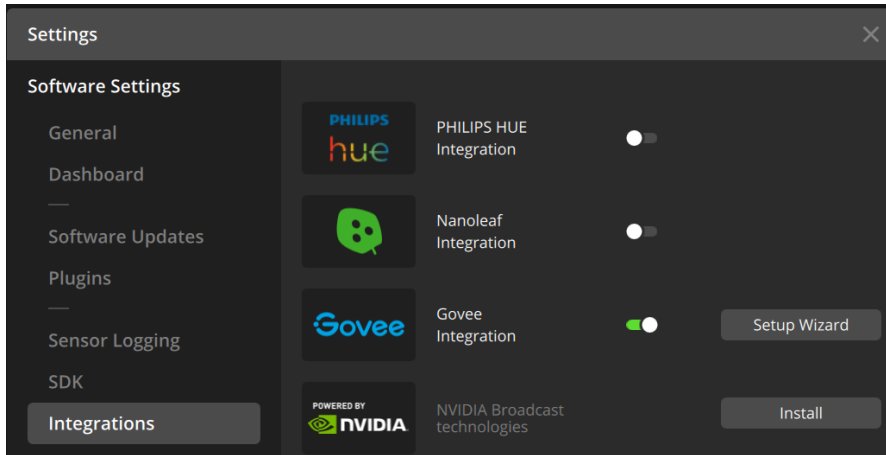 Settings
Software Settings
General
Dashboard
Software Updates
Plugins
Sensor Logging
SDK
Integrations
PHILIPS
hue
PHILIPS HUE
Integration
Nanoleaf
Integration
Govee
Govee
Integration
Setup Wizard
POWERED BY
NVIDIA.
NVIDIA Broadcast
technologies
Install